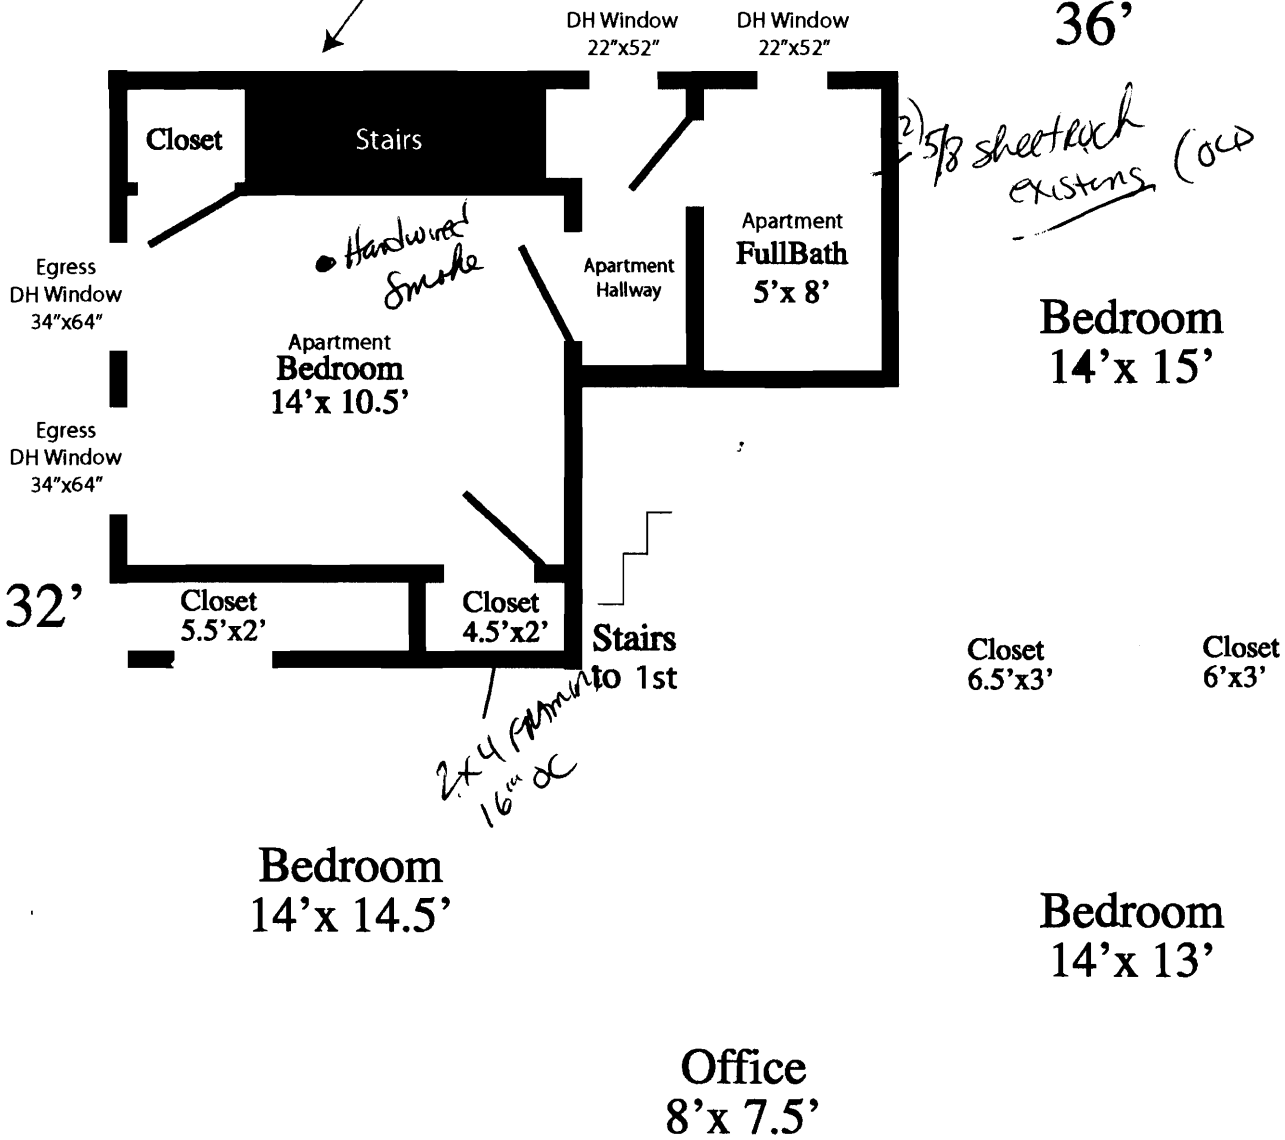 DH Window
22"x52"
DH Window
22"x52"
36'
Closet
Stairs
2) 5/8 sheetrock
existing
Hardwired
Smoke
Apartment
FullBath
5'x 8'
Apartment
Hallway
Egress
DH Window
34"x64"
Apartment
Bedroom
14'x 10.5'
Bedroom
14'x 15'
Egress
DH Window
34"x64"
32'
Closet
5.5'x2'
Closet
4.5'x2'
Stairs
to 1st
Closet
6.5'x3'
Closet
6'x3'
2x4 Framing
16" OC
Bedroom
14'x 14.5'
Bedroom
14'x 13'
Office
8'x 7.5'